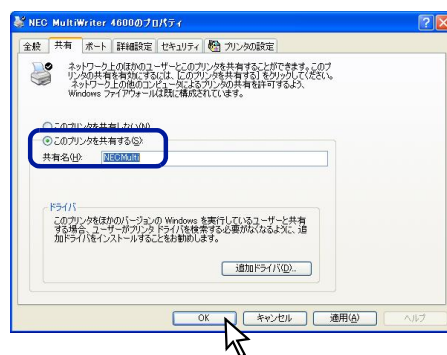 NEC MultiWriter 4600のプロパティ
全般 共有 ポート 詳細設定 セキュリティ プリンタの設定
ネットワーク上のほかのユーザーとこのプリンタを共有することができます。このプ
リンタの共有を有効にするには、[このプリンタを共有する] をクリックしてください。
ネットワーク上の他のコンピュータによるプリンタの共有を許可するよう、
Windows ファイアウォールは既に構成されています。
このプリンタを共有しない(N)
このプリンタを共有する(S)
共有名(H): NECMulti
ドライバ
このプリンタをほかのバージョンの Windows を実行しているユーザーと共有
する場合、ユーザーがプリンタ ドライバを検索する必要がなくなるように、追
加ドライバをインストールすることをお勧めします。
追加ドライバ(D)...
OK キャンセル 適用(A) ヘルプ